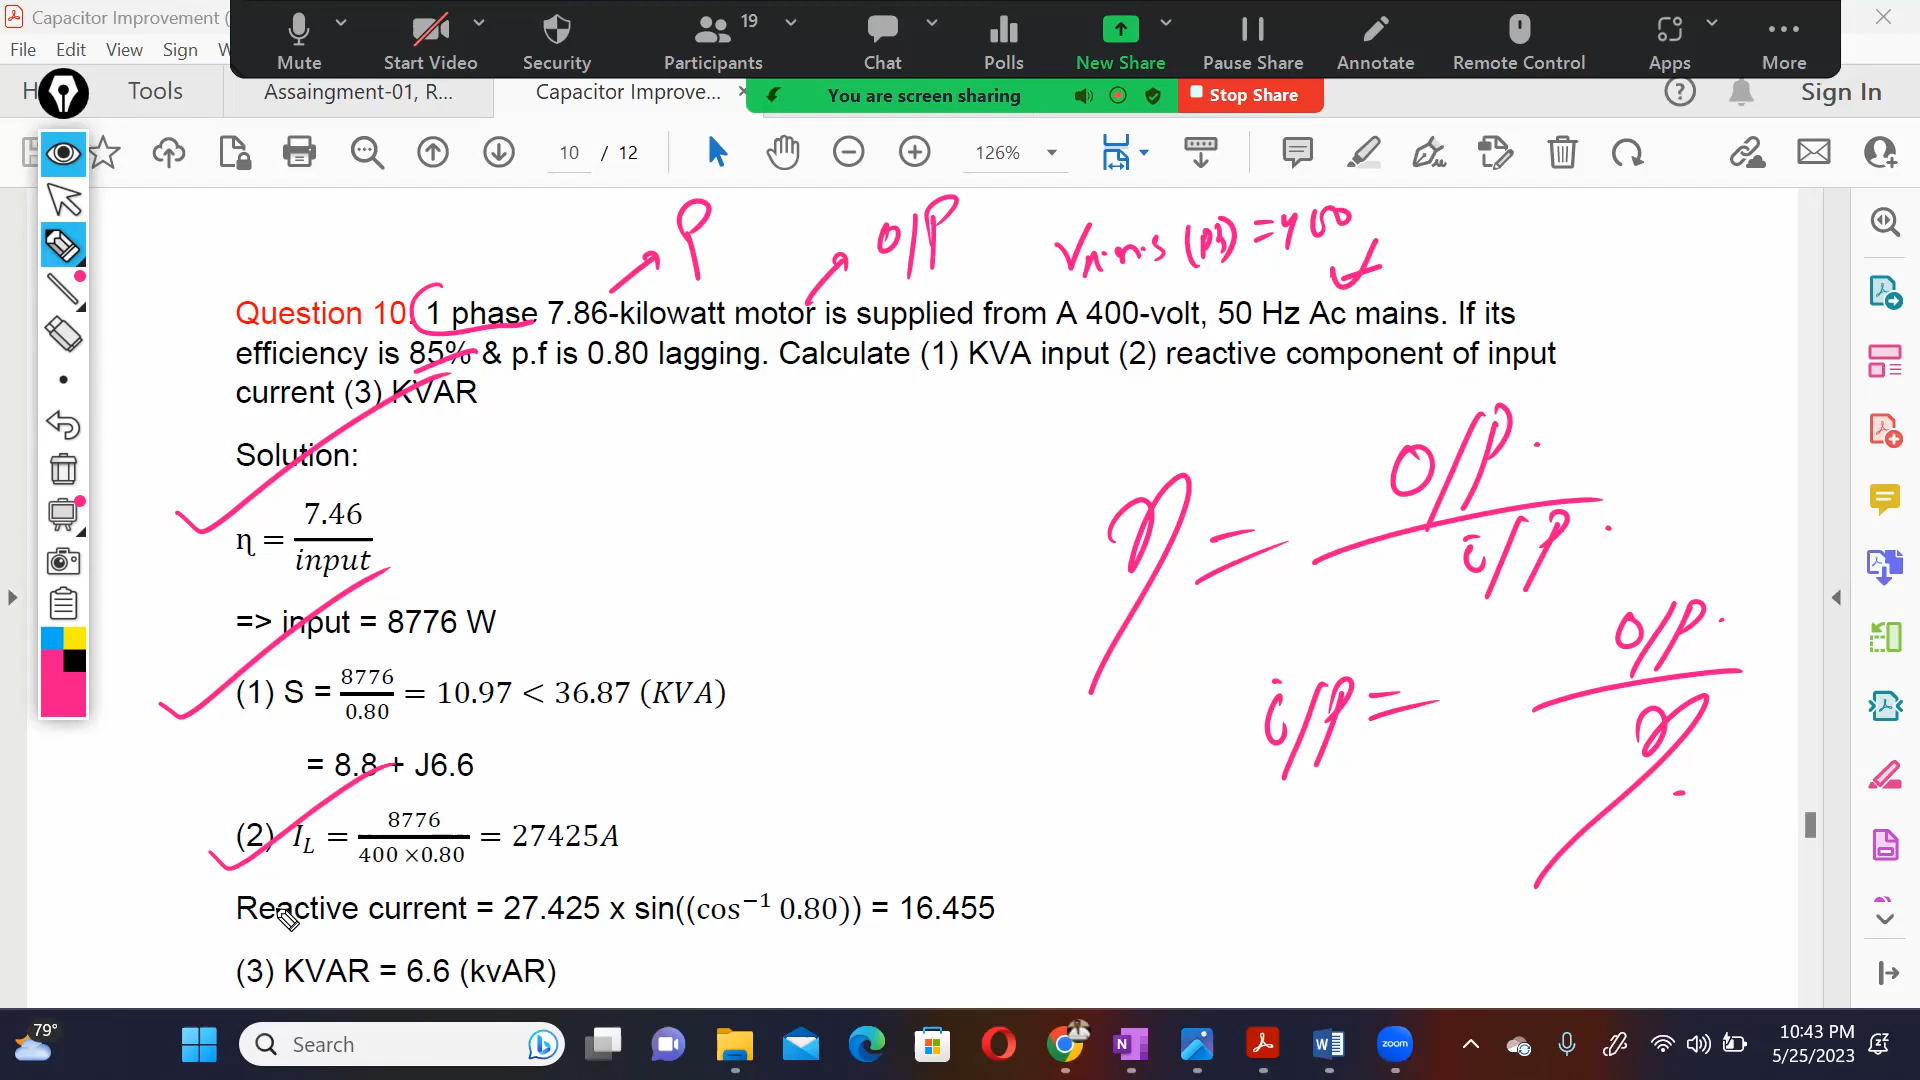 Capacitor Improvement (
File Edit View Sign W
Mute
Start Video
Security
19
Participants
Chat
Polls
New Share
Pause Share
Annotate
Remote Control
Apps
More
H
Tools
Assaingment-01, R...
Capacitor Improve...
You are screen sharing
Stop Share
Sign In
10 / 12
126%
P
O/P
Vr.m.s (ph) = 400
Question 10. 1 phase 7.86-kilowatt motor is supplied from A 400-volt, 50 Hz Ac mains. If its
efficiency is 85% & p.f is 0.80 lagging. Calculate (1) KVA input (2) reactive component of input
current (3) KVAR
Solution:
η = 7.46 / input
=> input = 8776 W
(1) S = 8776 / 0.80 = 10.97 < 36.87 (KVA)
= 8.8 + J6.6
(2) I_L = 8776 / 400 ×0.80 = 27425A
Reactive current = 27.425 x sin((cos⁻¹ 0.80)) = 16.455
(3) KVAR = 6.6 (kvAR)
η = O/P. / i/P.
i/P = O/P. / η
79°
Search
zoom
10:43 PM
5/25/2023